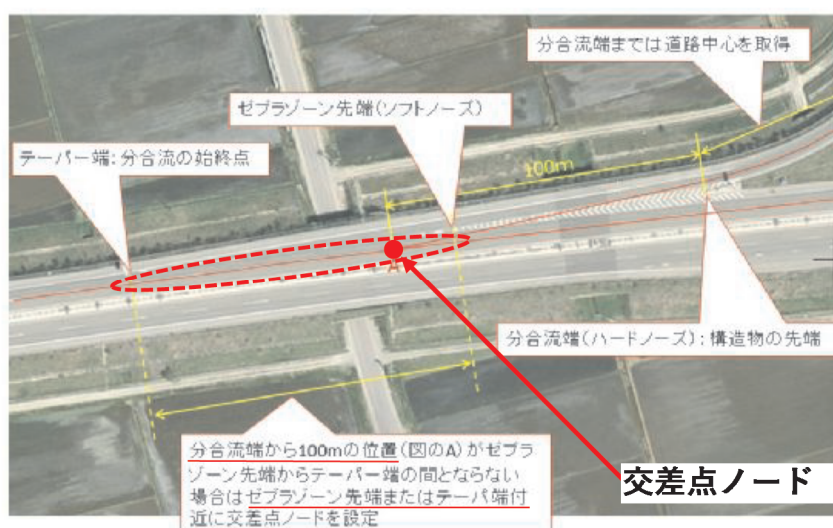 分合流端までは道路中心を取得
ゼブラゾーン先端(ソフトノーズ)
テーパー端:分合流の始終点
100m
A
分合流端(ハードノーズ):構造物の先端
分合流端から100mの位置(図のA)がゼブ
ラゾーン先端からテーパー端の間とならない
場合はゼブラゾーン先端またはテーパ端付
近に交差点ノードを設定
交差点ノード